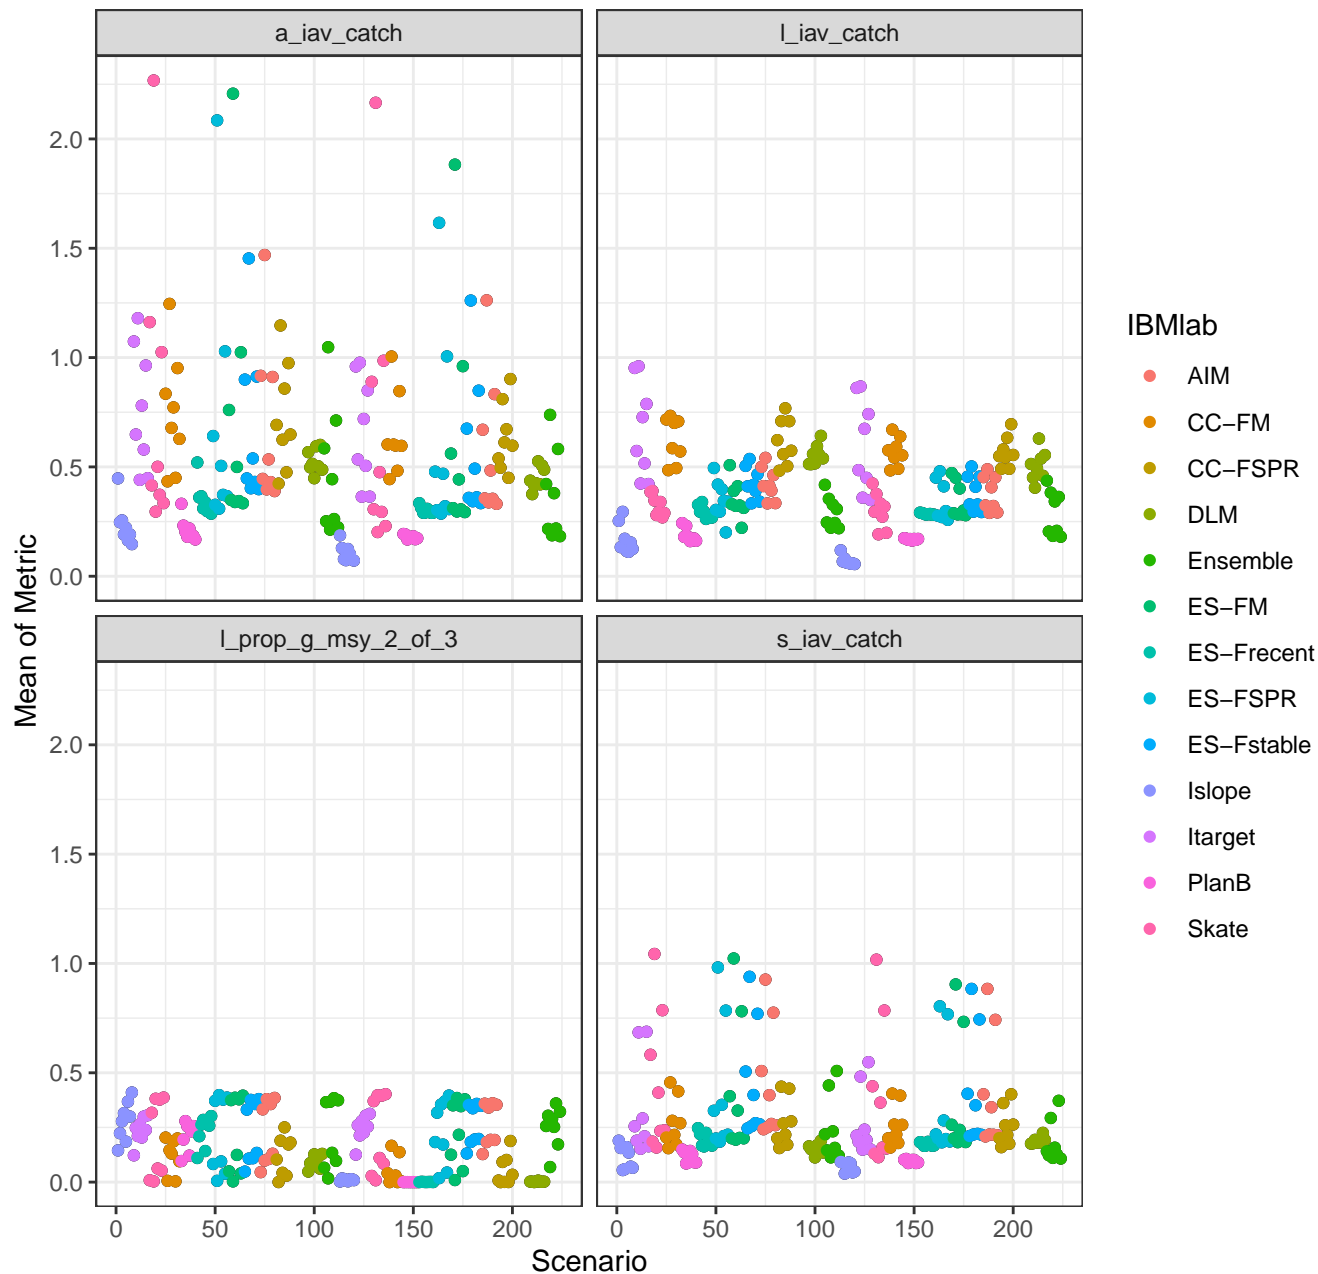 a_iav_catch
l_iav_catch
2.0
1.5
1.0
0.5
0.0
l_prop_g_msy_2_of_3
s_iav_catch
2.0
1.5
1.0
0.5
0.0
0
50
100
150
200
0
50
100
150
200
Mean of Metric
Scenario
IBMlab
AIM
CC−FM
CC−FSPR
DLM
Ensemble
ES−FM
ES−Frecent
ES−FSPR
ES−Fstable
Islope
Itarget
PlanB
Skate